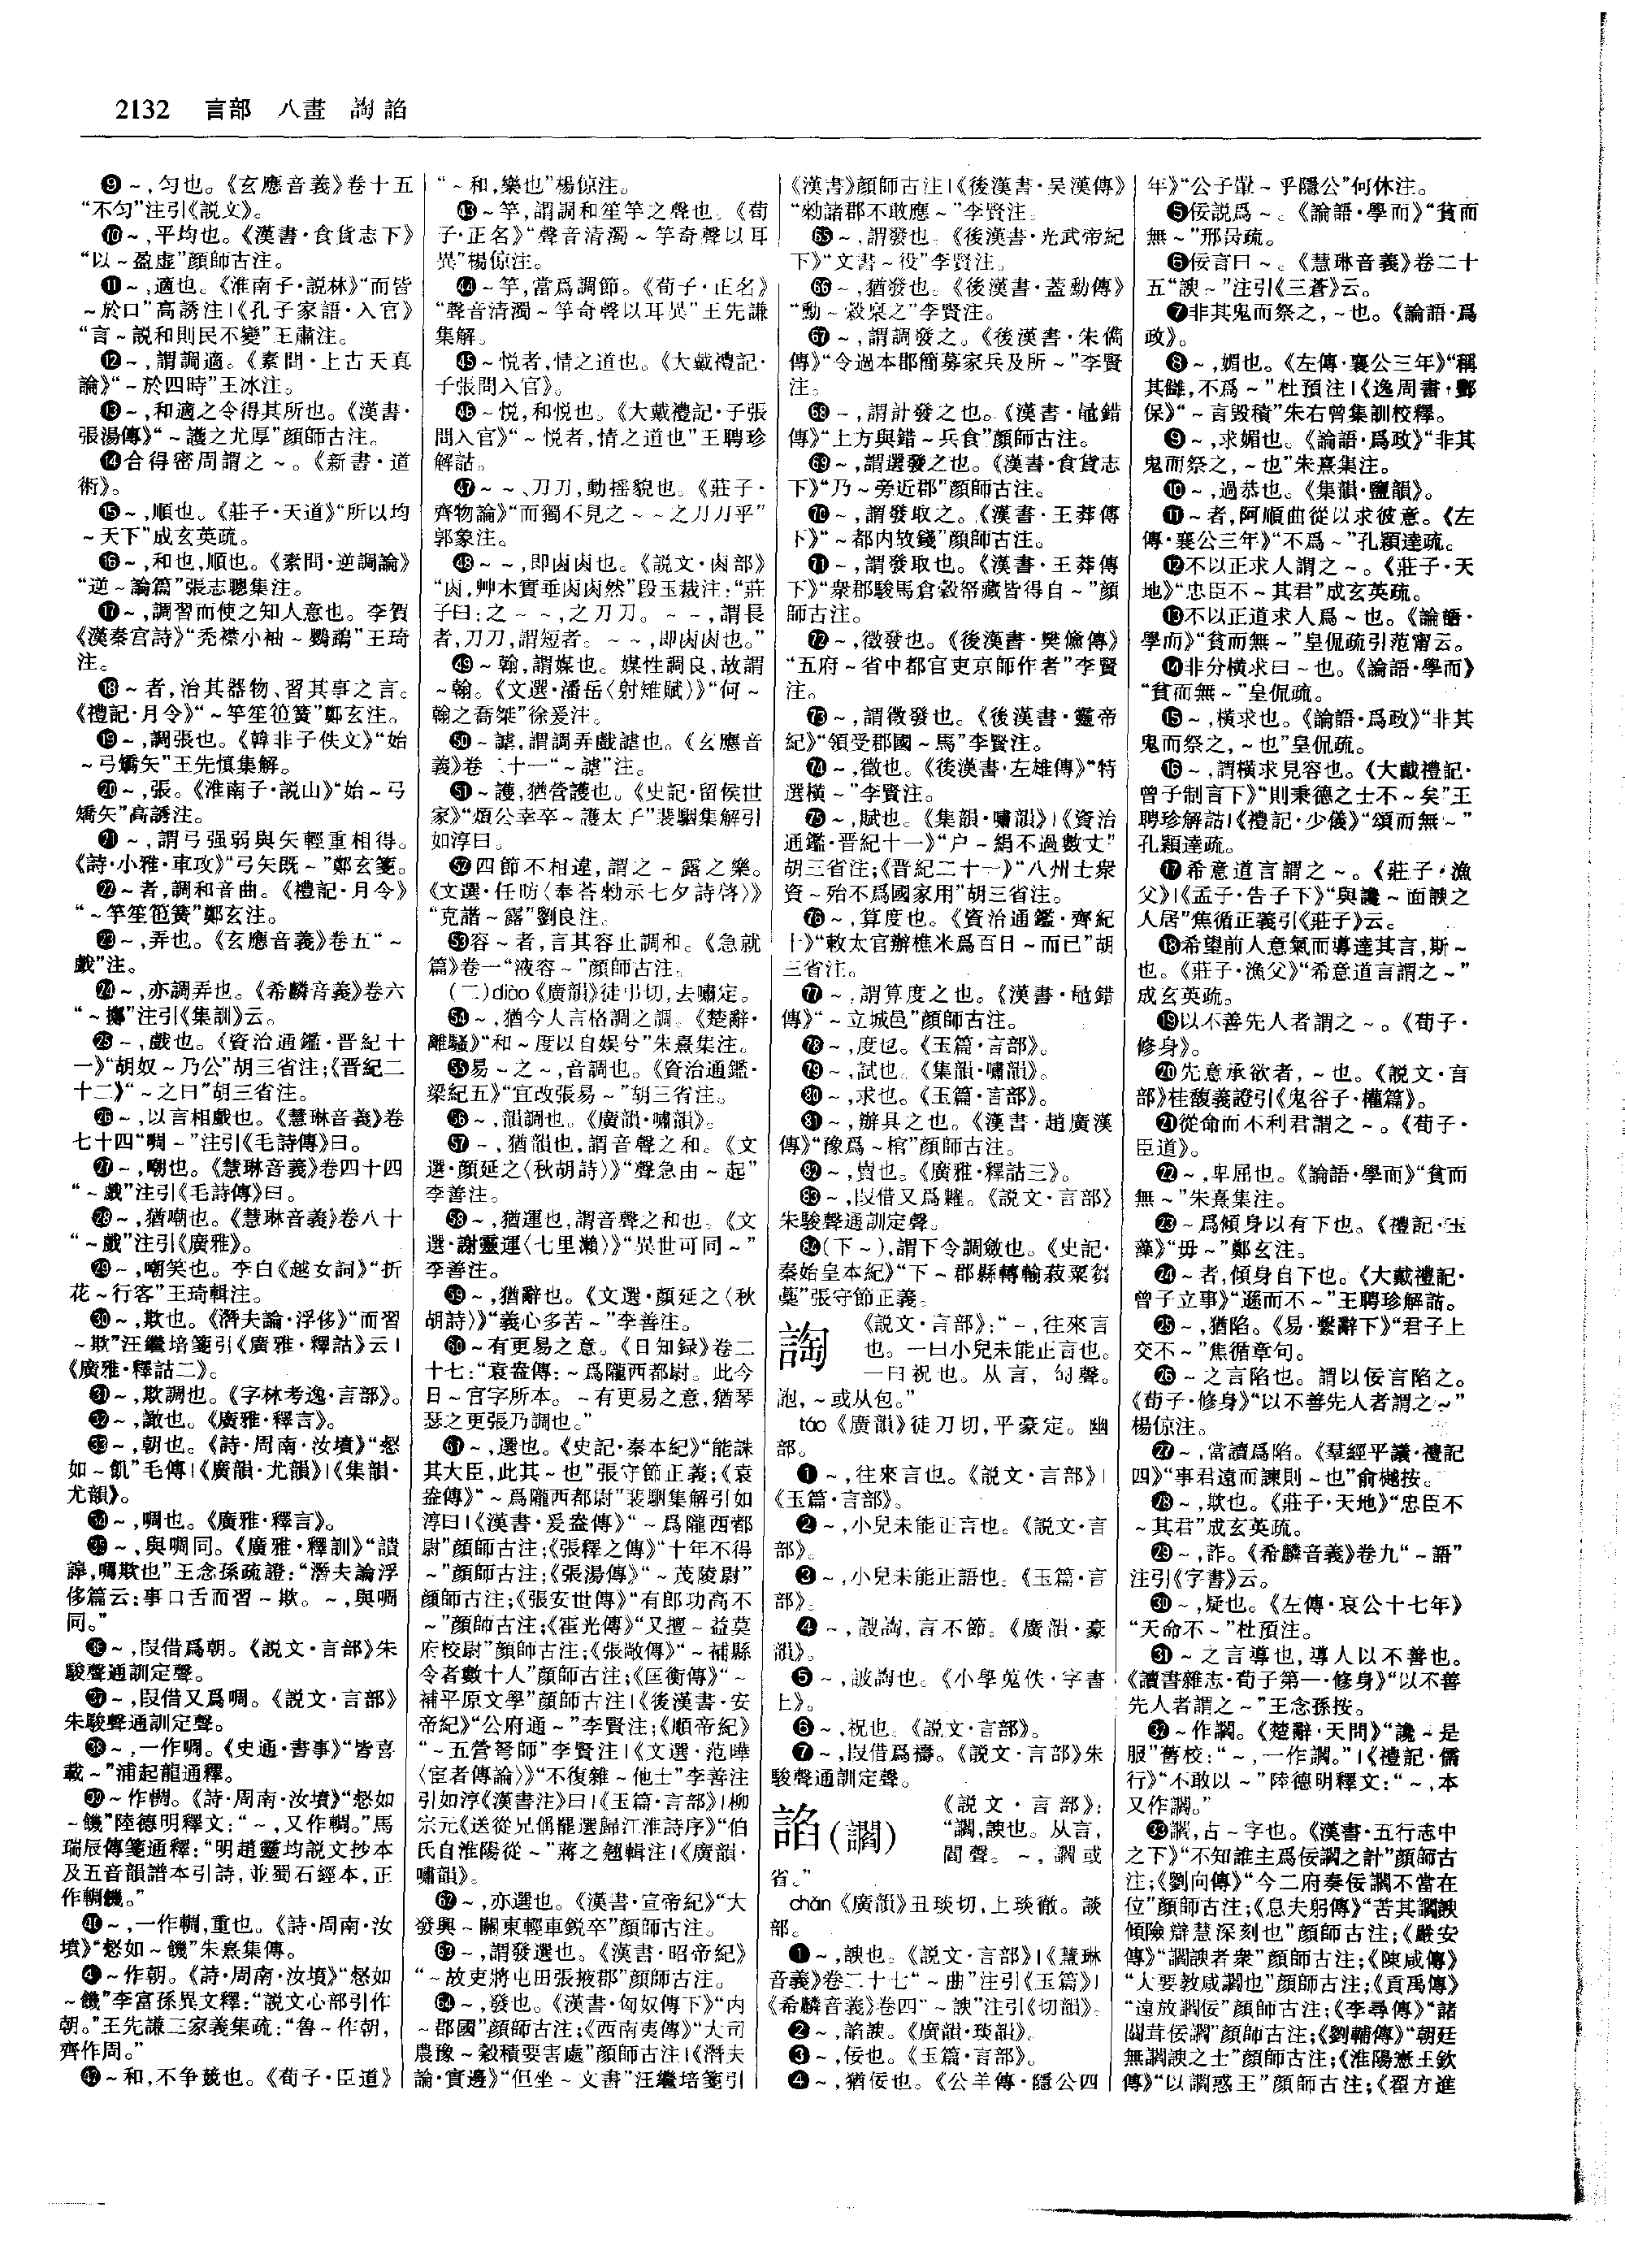 2132 言部 八畫 詾 諂
❾~,匀也。《玄應音義》卷十五
“不匀”注引《説文》。
❿~,平均也。《漢書·食貨志下》
“以~盈虚”顔師古注。
⓫~,適也。《淮南子·説林》“而皆
~於口”高誘注|《孔子家語·入官》
“言~説和則民不變”王肅注。
⓬~,謂調適。《素問·上古天真
論》“~於四時”王冰注。
⓭~,和適之令得其所也。《漢書·
張湯傳》“~護之尤厚”顔師古注。
⓮合得密周謂之~。《新書·道
術》。
⓯~,順也。《莊子·天道》“所以均
~天下”成玄英疏。
⓰~,和也,順也。《素問·逆調論》
“逆~論篇”張志聰集注。
⓱~,調習而使之知人意也。李賀
《漢秦宫詩》“秃襟小袖~鸚鵡”王琦
注。
⓲~者,治其器物、習其事之言。
《禮記·月令》“~竽笙笹簧”鄭玄注。
⓳~,調張也。《韓非子佚文》“始
~弓矯矢”王先慎集解。
⓴~,張。《淮南子·説山》“始~弓
矯矢”高誘注。
㉑~,謂弓强弱與矢輕重相得。
《詩·小雅·車攻》“弓矢既~”鄭玄箋。
㉒~者,調和音曲。《禮記·月令》
“~竽笙笹簧”鄭玄注。
㉓~,弄也。《玄應音義》卷五“~
戲”注。
㉔~,亦調弄也。《希麟音義》卷六
“~擲”注引《集訓》云。
㉕~,戲也。《資治通鑑·晉紀十
一》“胡奴~乃公”胡三省注;《晉紀二
十二》“~之曰”胡三省注。
㉖~,以言相戲也。《慧琳音義》卷
七十四“啁~”注引《毛詩傳》曰。
㉗~,嘲也。《慧琳音義》卷四十四
“~戲”注引《毛詩傳》曰。
㉘~,猶嘲也。《慧琳音義》卷八十
“~戲”注引《廣雅》。
㉙~,嘲笑也。李白《越女詞》“折
花~行客”王琦輯注。
㉚~,欺也。《潛夫論·浮侈》“而習
~欺”汪繼培箋引《廣雅·釋詁》云|
《廣雅·釋詁二》。
㉛~,欺調也。《字林考逸·言部》。
㉜~,譀也。《廣雅·釋言》。
㉝~,朝也。《詩·周南·汝墳》“惄
如~飢”毛傳|《廣韻·尤韻》|《集韻·
尤韻》。
㉞~,啁也。《廣雅·釋言》。
㉟~,與啁同。《廣雅·釋訓》“讀
謘,啁欺也”王念孫疏證:“潛夫論浮
侈篇云:事口舌而習~欺。~,與啁
同。”
㊱~,叚借爲朝。《説文·言部》朱
駿聲通訓定聲。
㊲~,叚借又爲啁。《説文·言部》
朱駿聲通訓定聲。
㊳~,一作啁。《史通·書事》“皆喜
載~”浦起龍通釋。
㊴~作輖。《詩·周南·汝墳》“惄如
~饑”陸德明釋文:“~,又作輖。”馬
瑞辰傳箋通釋:“明趙靈均説文抄本
及五音韻譜本引詩,並蜀石經本,正
作輖饑。”
㊵~,一作輖,重也。《詩·周南·汝
墳》“惄如~饑”朱熹集傳。
㊶~作朝。《詩·周南·汝墳》“惄如
~饑”李富孫異文釋:“説文心部引作
朝。”王先謙三家義集疏:“魯~作朝,
齊作周。”
㊷~和,不争競也。《荀子·臣道》
“~和,樂也”楊倞注。
㊸~竽,謂調和笙竽之聲也。《荀
子·正名》“聲音清濁~竽奇聲以耳
異”楊倞注。
㊹~竽,當爲調節。《荀子·正名》
“聲音清濁~竽奇聲以耳異”王先謙
集解。
㊺~悦者,情之道也。《大戴禮記·
子張問入官》。
㊻~悦,和悦也。《大戴禮記·子張
問入官》“~悦者,情之道也”王聘珍
解詁。
㊼~~、刀刀,動摇貌也。《莊子·
齊物論》“而獨不見之~~之刀刀乎”
郭象注。
㊽~~,即卤卤也。《説文·卤部》
“卤,艸木實垂卤卤然”段玉裁注:“莊
子曰:之~~,之刀刀。~~,謂長
者,刀刀,謂短者。~~,即卤卤也。”
㊾~翰,謂媒也。媒性調良,故謂
~翰。《文選·潘岳〈射雉賦〉》“何~
翰之喬桀”徐爰注。
㊿~謔,謂調弄戲謔也。《玄應音
義》卷二十一“~謔”注。
51~護,猶營護也。《史記·留侯世
家》“煩公幸卒~護太子”裴駰集解引
如淳曰。
52四節不相違,謂之~露之樂。
《文選·任昉〈奉荅勑示七夕詩啓〉》
“克諧~露”劉良注。
53容~者,言其容止調和。《急就
篇》卷一“液容~”顔師古注。
(二)diào《廣韻》徒弔切,去嘯定。
54~,猶今人言格調之調。《楚辭·
離騷》“和~度以自娱兮”朱熹集注。
55易~之~,音調也。《資治通鑑·
梁紀五》“宜改張易~”胡三省注。
56~,韻調也。《廣韻·嘯韻》。
57~,猶韻也,謂音聲之和。《文
選·顔延之〈秋胡詩〉》“聲急由~起”
李善注。
58~,猶運也,謂音聲之和也。《文
選·謝靈運〈七里瀨〉》“異世可同~”
李善注。
59~,猶辭也。《文選·顔延之〈秋
胡詩〉》“義心多苦~”李善注。
60~有更易之意。《日知録》卷二
十七:“袁盎傳:~爲隴西都尉。此今
日~官字所本。~有更易之意,猶琴
瑟之更張乃調也。”
61~,選也。《史記·秦本紀》“能誅
其大臣,此其~也”張守節正義;《袁
盎傳》“~爲隴西都尉”裴駰集解引如
淳曰|《漢書·爰盎傳》“~爲隴西都
尉”顔師古注;《張釋之傳》“十年不得
~”顔師古注;《張湯傳》“~茂陵尉”
顔師古注;《張安世傳》“有郎功高不
~”顔師古注;《霍光傳》“又擅~益莫
府校尉”顔師古注;《張敞傳》“~補縣
令者數十人”顔師古注;《匡衡傳》“~
補平原文學”顔師古注|《後漢書·安
帝紀》“公府通~”李賢注;《順帝紀》
“~五營弩師”李賢注|《文選·范曄
〈宦者傳論〉》“不復雜~他士”李善注
引如淳《漢書注》曰|《玉篇·言部》|柳
宗元《送從兄偁罷選歸江淮詩序》“伯
氏自淮陽從~”蔣之翹輯注|《廣韻·
嘯韻》。
62~,亦選也。《漢書·宣帝紀》“大
發興~關東輕車鋭卒”顔師古注。
63~,謂發選也。《漢書·昭帝紀》
“~故吏將屯田張掖郡”顔師古注。
64~,發也。《漢書·匈奴傳下》“内
~郡國”顔師古注;《西南夷傳》“大司
農豫~穀積要害處”顔師古注|《潛夫
論·實邊》“但坐~文書”汪繼培箋引
《漢書》顔師古注|《後漢書·吴漢傳》
“勑諸郡不敢應~”李賢注。
65~,謂發也。《後漢書·光武帝紀
下》“文書~役”李賢注。
66~,猶發也。《後漢書·蓋勳傳》
“勳~穀稟之”李賢注。
67~,謂調發之。《後漢書·朱儁
傳》“令過本郡簡募家兵及所~”李賢
注。
68~,謂計發之也。《漢書·鼂錯
傳》“上方與錯~兵食”顔師古注。
69~,謂選發之也。《漢書·食貨志
下》“乃~旁近郡”顔師古注。
70~,謂發取之。《漢書·王莽傳
下》“~都内故錢”顔師古注。
71~,謂發取也。《漢書·王莽傳
下》“衆郡駿馬倉穀帑藏皆得自~”顔
師古注。
72~,徵發也。《後漢書·樊儵傳》
“五府~省中都官吏京師作者”李賢
注。
73~,謂徵發也。《後漢書·靈帝
紀》“領受郡國~馬”李賢注。
74~,徵也。《後漢書·左雄傳》“特
選横~”李賢注。
75~,賦也。《集韻·嘯韻》|《資治
通鑑·晉紀十一》“户~絹不過數丈”
胡三省注;《晉紀二十一》“八州士衆
資~殆不爲國家用”胡三省注。
76~,算度也。《資治通鑑·齊紀
十》“敕太官辦樵米爲百日~而已”胡
三省注。
77~,謂算度之也。《漢書·鼂錯
傳》“~立城邑”顔師古注。
78~,度也。《玉篇·言部》。
79~,試也。《集韻·嘯韻》。
80~,求也。《玉篇·言部》。
81~,辦具之也。《漢書·趙廣漢
傳》“豫爲~棺”顔師古注。
82~,賣也。《廣雅·釋詁三》。
83~,叚借又爲糶。《説文·言部》
朱駿聲通訓定聲。
84(下~),謂下令調斂也。《史記·
秦始皇本紀》“下~郡縣轉輸菽粟芻
藁”張守節正義。
詾 《説文·言部》:“~,往來言
也。一曰小兒未能正言也。
一曰祝也。从言,匋聲。
詾,~或从包。”
táo《廣韻》徒刀切,平豪定。幽
部。
❶~,往來言也。《説文·言部》|
《玉篇·言部》。
❷~,小兒未能正言也。《説文·言
部》。
❸~,小兒未能正語也。《玉篇·言
部》。
❹~,䛬詾,言不節。《廣韻·豪
韻》。
❺~,詖詾也。《小學蒐佚·字書
上》。
❻~,祝也。《説文·言部》。
❼~,叚借爲禱。《説文·言部》朱
駿聲通訓定聲。
諂(讇) 《説文·言部》:
“讇,諛也。从言,
閻聲。~,讇或
省。”
chǎn《廣韻》丑琰切,上琰徹。談
部。
❶~,諛也。《説文·言部》|《慧琳
音義》卷二十七“~曲”注引《玉篇》|
《希麟音義》卷四“~諛”注引《切韻》。
❷~,諂諛。《廣韻·琰韻》。
❸~,佞也。《玉篇·言部》。
❹~,猶佞也。《公羊傳·隱公四
年》“公子翬~乎隱公”何休注。
❺佞説爲~。《論語·學而》“貧而
無~”邢昺疏。
❻佞言曰~。《慧琳音義》卷二十
五“諛~”注引《三蒼》云。
❼非其鬼而祭之,~也。《論語·爲
政》。
❽~,媚也。《左傳·襄公三年》“稱
其讎,不爲~”杜預注|《逸周書·酆
保》“~言毁積”朱右曾集訓校釋。
❾~,求媚也。《論語·爲政》“非其
鬼而祭之,~也”朱熹集注。
❿~,過恭也。《集韻·鹽韻》。
⓫~者,阿順曲從以求彼意。《左
傳·襄公三年》“不爲~”孔穎達疏。
⓬不以正求人謂之~。《莊子·天
地》“忠臣不~其君”成玄英疏。
⓭不以正道求人爲~也。《論語·
學而》“貧而無~”皇侃疏引范甯云。
⓮非分横求曰~也。《論語·學而》
“貧而無~”皇侃疏。
⓯~,横求也。《論語·爲政》“非其
鬼而祭之,~也”皇侃疏。
⓰~,謂横求見容也。《大戴禮記·
曾子制言下》“則秉德之士不~矣”王
聘珍解詁|《禮記·少儀》“頌而無~”
孔穎達疏。
⓱希意道言謂之~。《莊子·漁
父》|《孟子·告子下》“與讒~面諛之
人居”焦循正義引《莊子》云。
⓲希望前人意氣而導達其言,斯~
也。《莊子·漁父》“希意道言謂之~”
成玄英疏。
⓳以不善先人者謂之~。《荀子·
修身》。
⓴先意承欲者,~也。《説文·言
部》桂馥義證引《鬼谷子·權篇》。
㉑從命而不利君謂之~。《荀子·
臣道》。
㉒~,卑屈也。《論語·學而》“貧而
無~”朱熹集注。
㉓~爲傾身以有下也。《禮記·玉
藻》“毋~”鄭玄注。
㉔~者,傾身自下也。《大戴禮記·
曾子立事》“遜而不~”王聘珍解詁。
㉕~,猶陷。《易·繫辭下》“君子上
交不~”焦循章句。
㉖~之言陷也。謂以佞言陷之。
《荀子·修身》“以不善先人者謂之~”
楊倞注。
㉗~,當讀爲陷。《羣經平議·禮記
四》“事君遠而諫則~也”俞樾按。
㉘~,欺也。《莊子·天地》“忠臣不
~其君”成玄英疏。
㉙~,詐。《希麟音義》卷九“~語”
注引《字書》云。
㉚~,疑也。《左傳·哀公十七年》
“天命不~”杜預注。
㉛~之言導也,導人以不善也。
《讀書雜志·荀子第一·修身》“以不善
先人者謂之~”王念孫按。
㉜~作讇。《楚辭·天問》“讒~是
服”舊校:“~,一作讇。”|《禮記·儒
行》“不敢以~”陸德明釋文:“~,本
又作讇。”
㉝讇,古~字也。《漢書·五行志中
之下》“不知誰主爲佞讇之計”顔師古
注;《劉向傳》“今二府奏佞讇不當在
位”顔師古注;《息夫躬傳》“苦其讇諛
傾險辯慧深刻也”顔師古注;《嚴安
傳》“讇諛者衆”顔師古注;《陳咸傳》
“大要教咸讇也”顔師古注;《貢禹傳》
“遠放讇佞”顔師古注;《李尋傳》“諸
闒茸佞讇”顔師古注;《劉輔傳》“朝廷
無讇諛之士”顔師古注;《淮陽憲王欽
傳》“以讇惑王”顔師古注;《翟方進